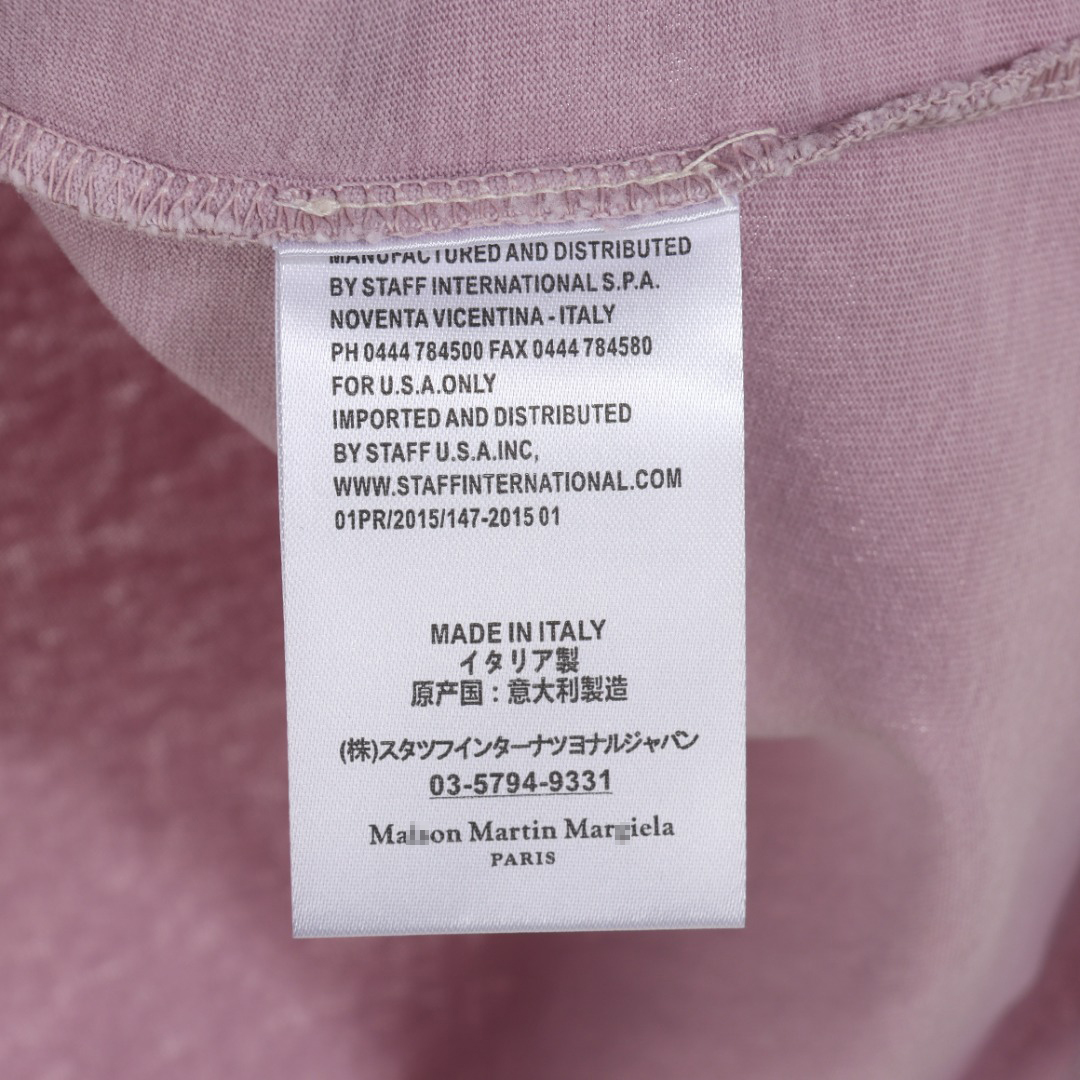 MANUFACTURED AND DISTRIBUTED
BY STAFF INTERNATIONAL S.P.A.
NOVENTA VICENTINA - ITALY
PH 0444 784500 FAX 0444 784580
FOR U.S.A.ONLY
IMPORTED AND DISTRIBUTED
BY STAFF U.S.A.INC,
WWW.STAFFINTERNATIONAL.COM
01PR/2015/147-2015 01
MADE IN ITALY
イタリア製
原产国：意大利製造
(株)スタツフインターナツヨナルジャパン
03-5794-9331
Martin
PARIS